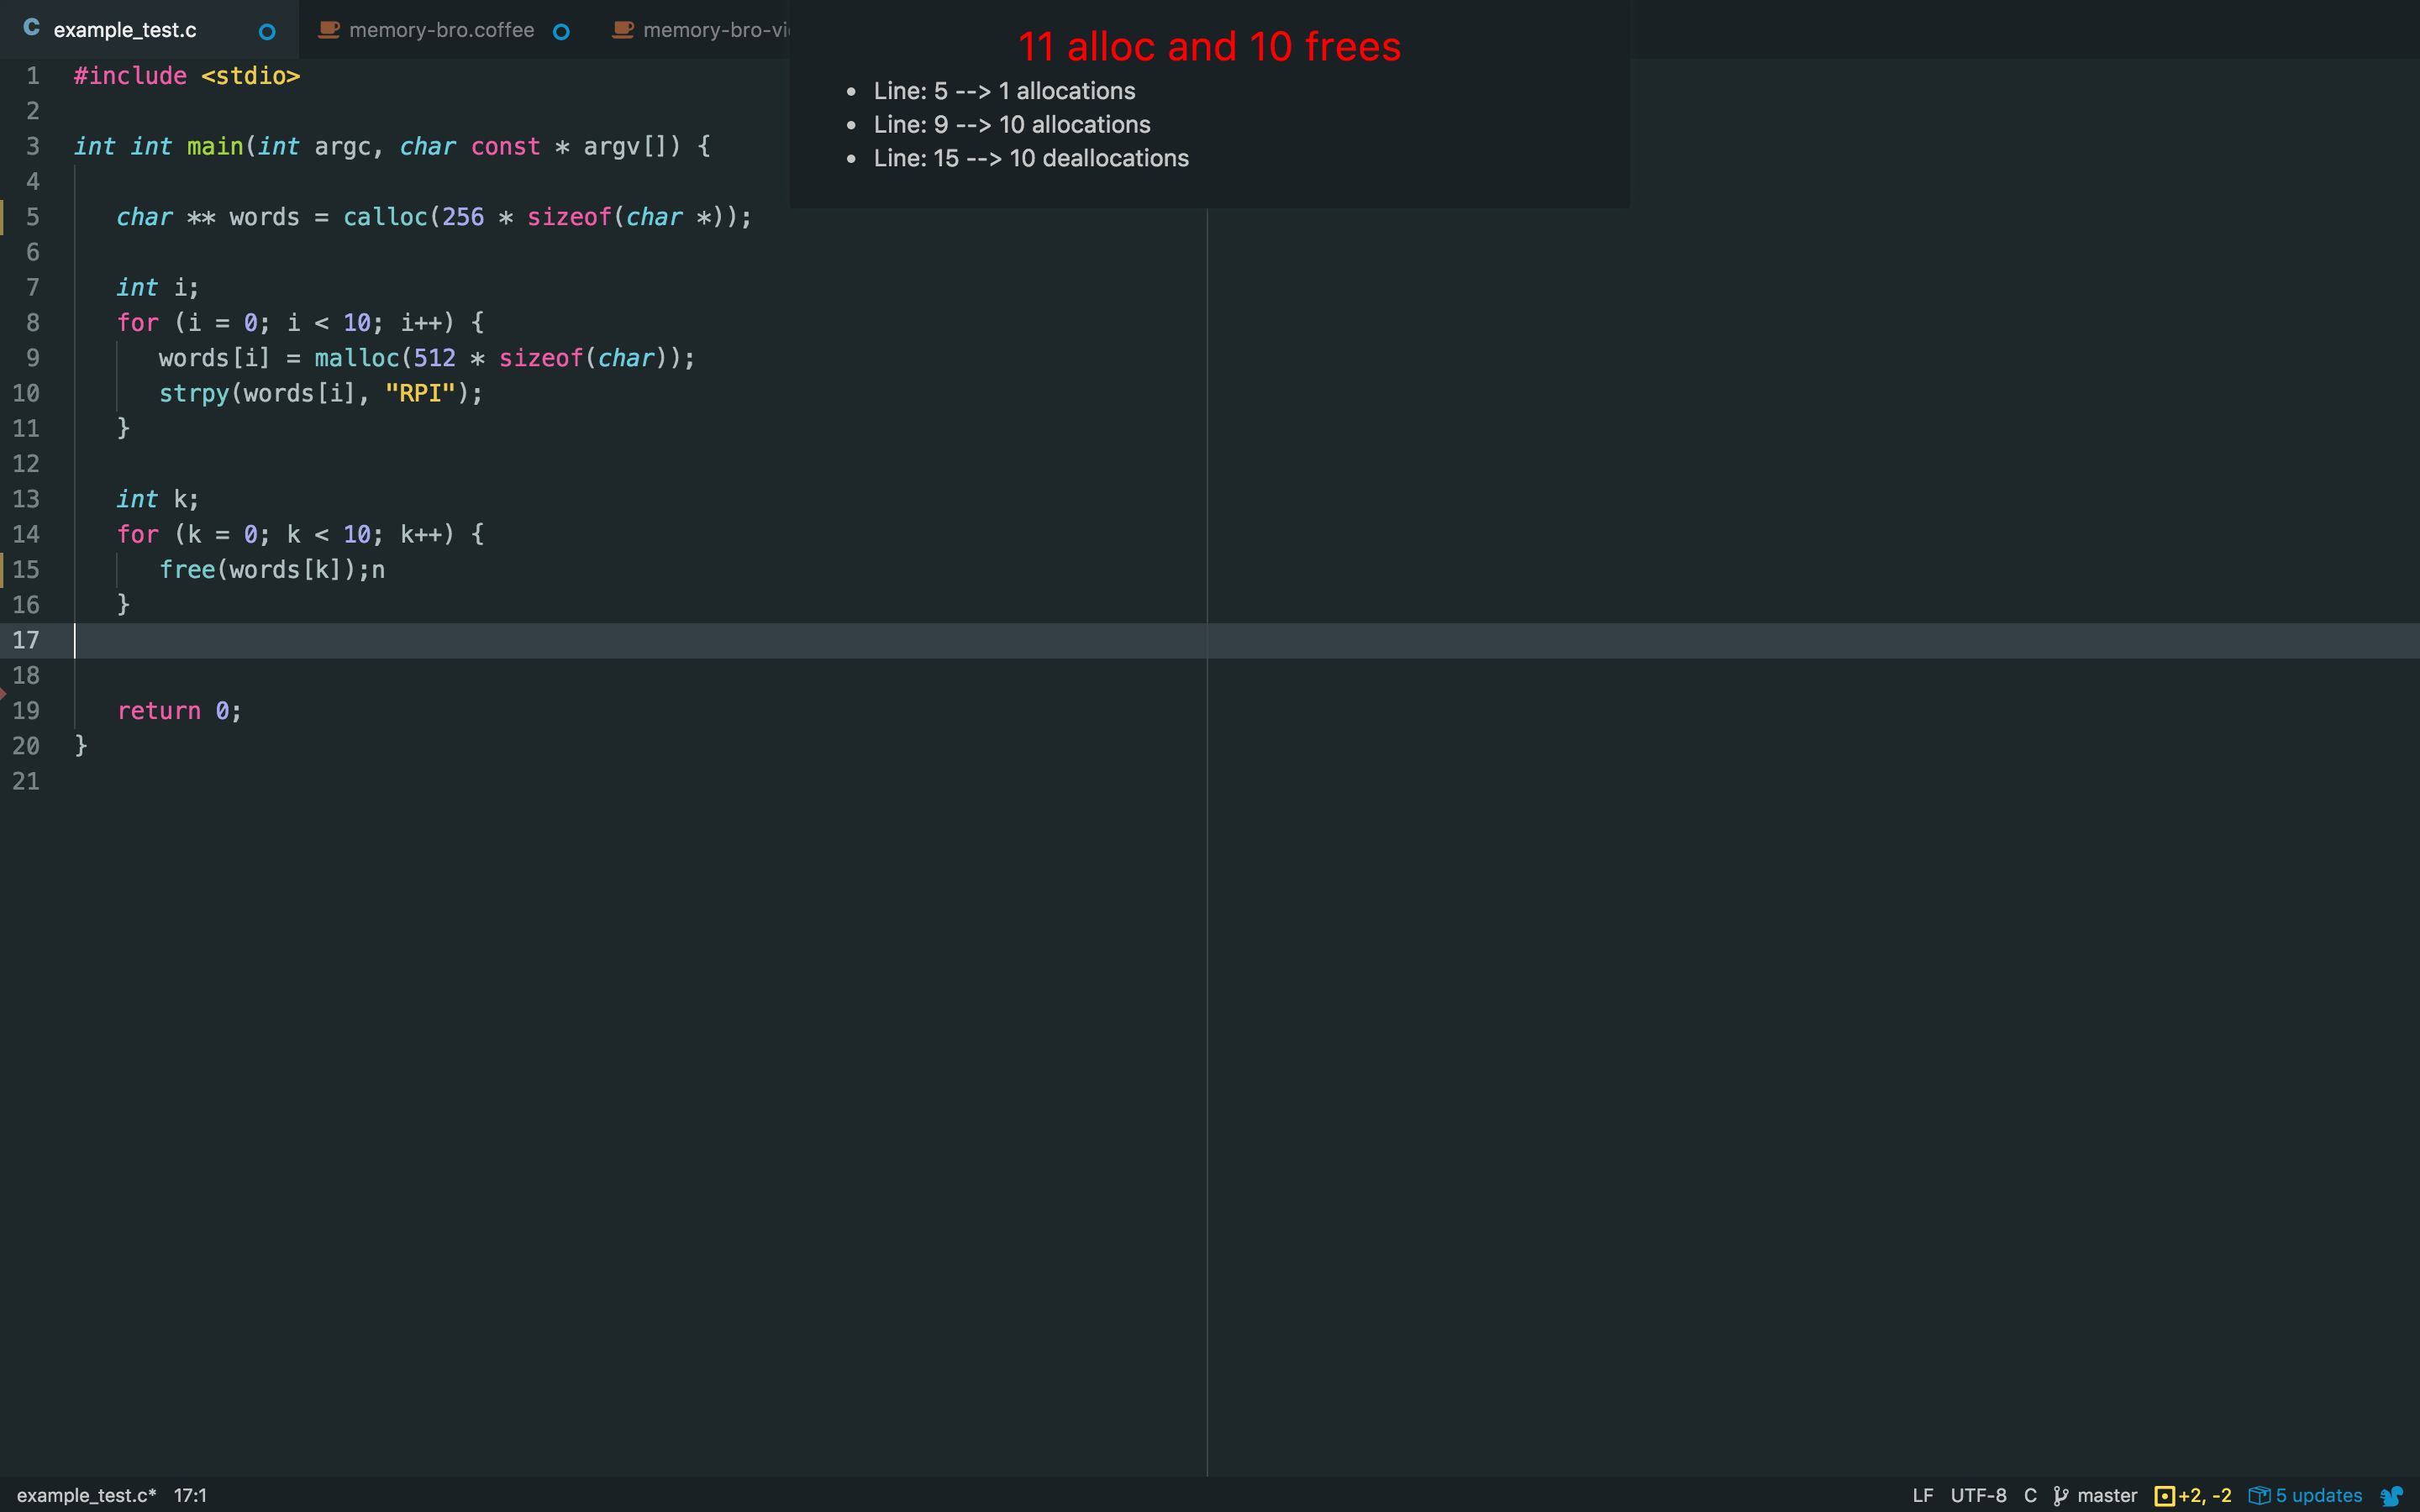 C example_test.c memory-bro.coffee memory-bro-vi
11 alloc and 10 frees
• Line: 5 --> 1 allocations
• Line: 9 --> 10 allocations
• Line: 15 --> 10 deallocations
1 #include <stdio>
2
3 int int main(int argc, char const * argv[]) {
4
5 char ** words = calloc(256 * sizeof(char *));
6
7 int i;
8 for (i = 0; i < 10; i++) {
9 words[i] = malloc(512 * sizeof(char));
10 strpy(words[i], "RPI");
11 }
12
13 int k;
14 for (k = 0; k < 10; k++) {
15 free(words[k]);n
16 }
17
18
19 return 0;
20 }
21
example_test.c* 17:1 LF UTF-8 C master +2, -2 5 updates